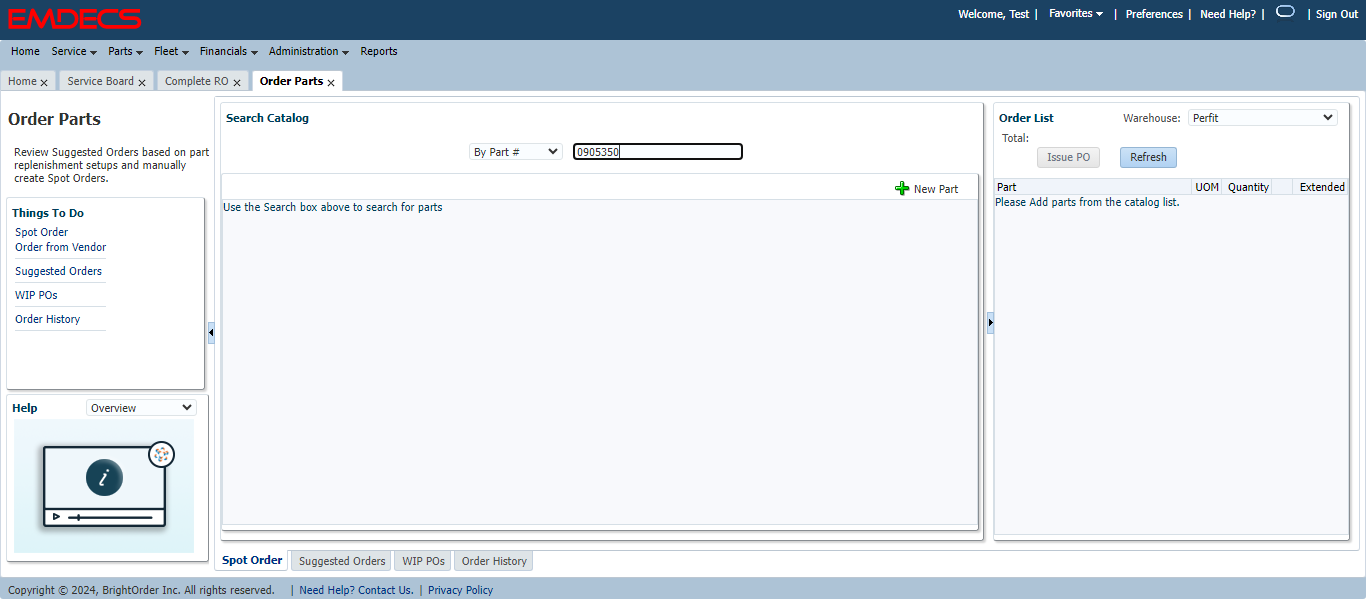 EMDECS
Welcome, Test | Favorites | Preferences | Need Help? | | Sign Out
Home Service Parts Fleet Financials Administration Reports
Home Service Board Complete RO Order Parts
Order Parts
Review Suggested Orders based on part
replenishment setups and manually
create Spot Orders.
Things To Do
Spot Order
Order from Vendor
Suggested Orders
WIP POs
Order History
Help Overview
i
Search Catalog
By Part # 0905350
New Part
Use the Search box above to search for parts
Order List Warehouse: Perfit
Total:
Issue PO Refresh
Part UOM Quantity Extended
Please Add parts from the catalog list.
Spot Order Suggested Orders WIP POs Order History
Copyright © 2024, BrightOrder Inc. All rights reserved. | Need Help? Contact Us. | Privacy Policy